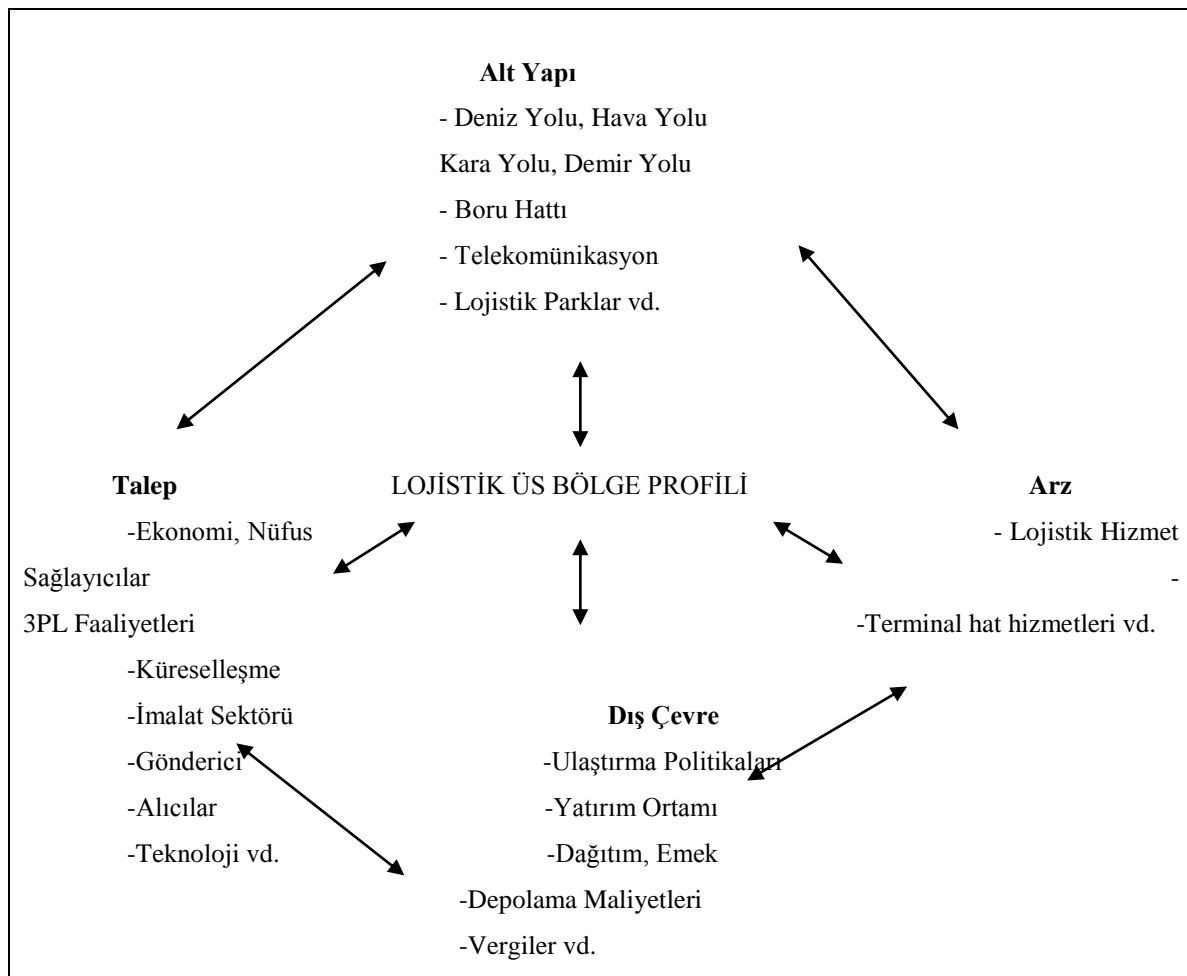 Alt Yapı
- Deniz Yolu, Hava Yolu
Kara Yolu, Demir Yolu
- Boru Hattı
- Telekomünikasyon
- Lojistik Parklar vd.
Talep LOJİSTİK ÜS BÖLGE PROFİLİ Arz
-Ekonomi, Nüfus - Lojistik Hizmet
Sağlayıcılar -
3PL Faaliyetleri -Terminal hat hizmetleri vd.
-Küreselleşme
-İmalat Sektörü Dış Çevre
-Gönderici -Ulaştırma Politikaları
-Alıcılar -Yatırım Ortamı
-Teknoloji vd. -Dağıtım, Emek
-Depolama Maliyetleri
-Vergiler vd.